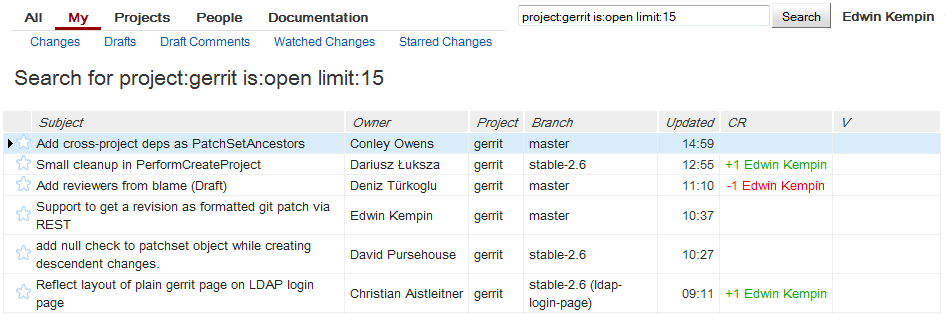 All My Projects People Documentation project:gerrit is:open limit:15 Search Edwin Kempin
Changes Drafts Draft Comments Watched Changes Starred Changes
Search for project:gerrit is:open limit:15
Subject Owner Project Branch Updated CR V
Add cross-project deps as PatchSetAncestors Conley Owens gerrit master 14:59
Small cleanup in PerformCreateProject Dariusz Łuksza gerrit stable-2.6 12:55 +1 Edwin Kempin
Add reviewers from blame (Draft) Deniz Türkoglu gerrit master 11:10 -1 Edwin Kempin
Support to get a revision as formatted git patch via
REST Edwin Kempin gerrit master 10:37
add null check to patchset object while creating
descendent changes. David Pursehouse gerrit stable-2.6 10:27
Reflect layout of plain gerrit page on LDAP login
page Christian Aistleitner gerrit stable-2.6 (ldap-
login-page) 09:11 +1 Edwin Kempin